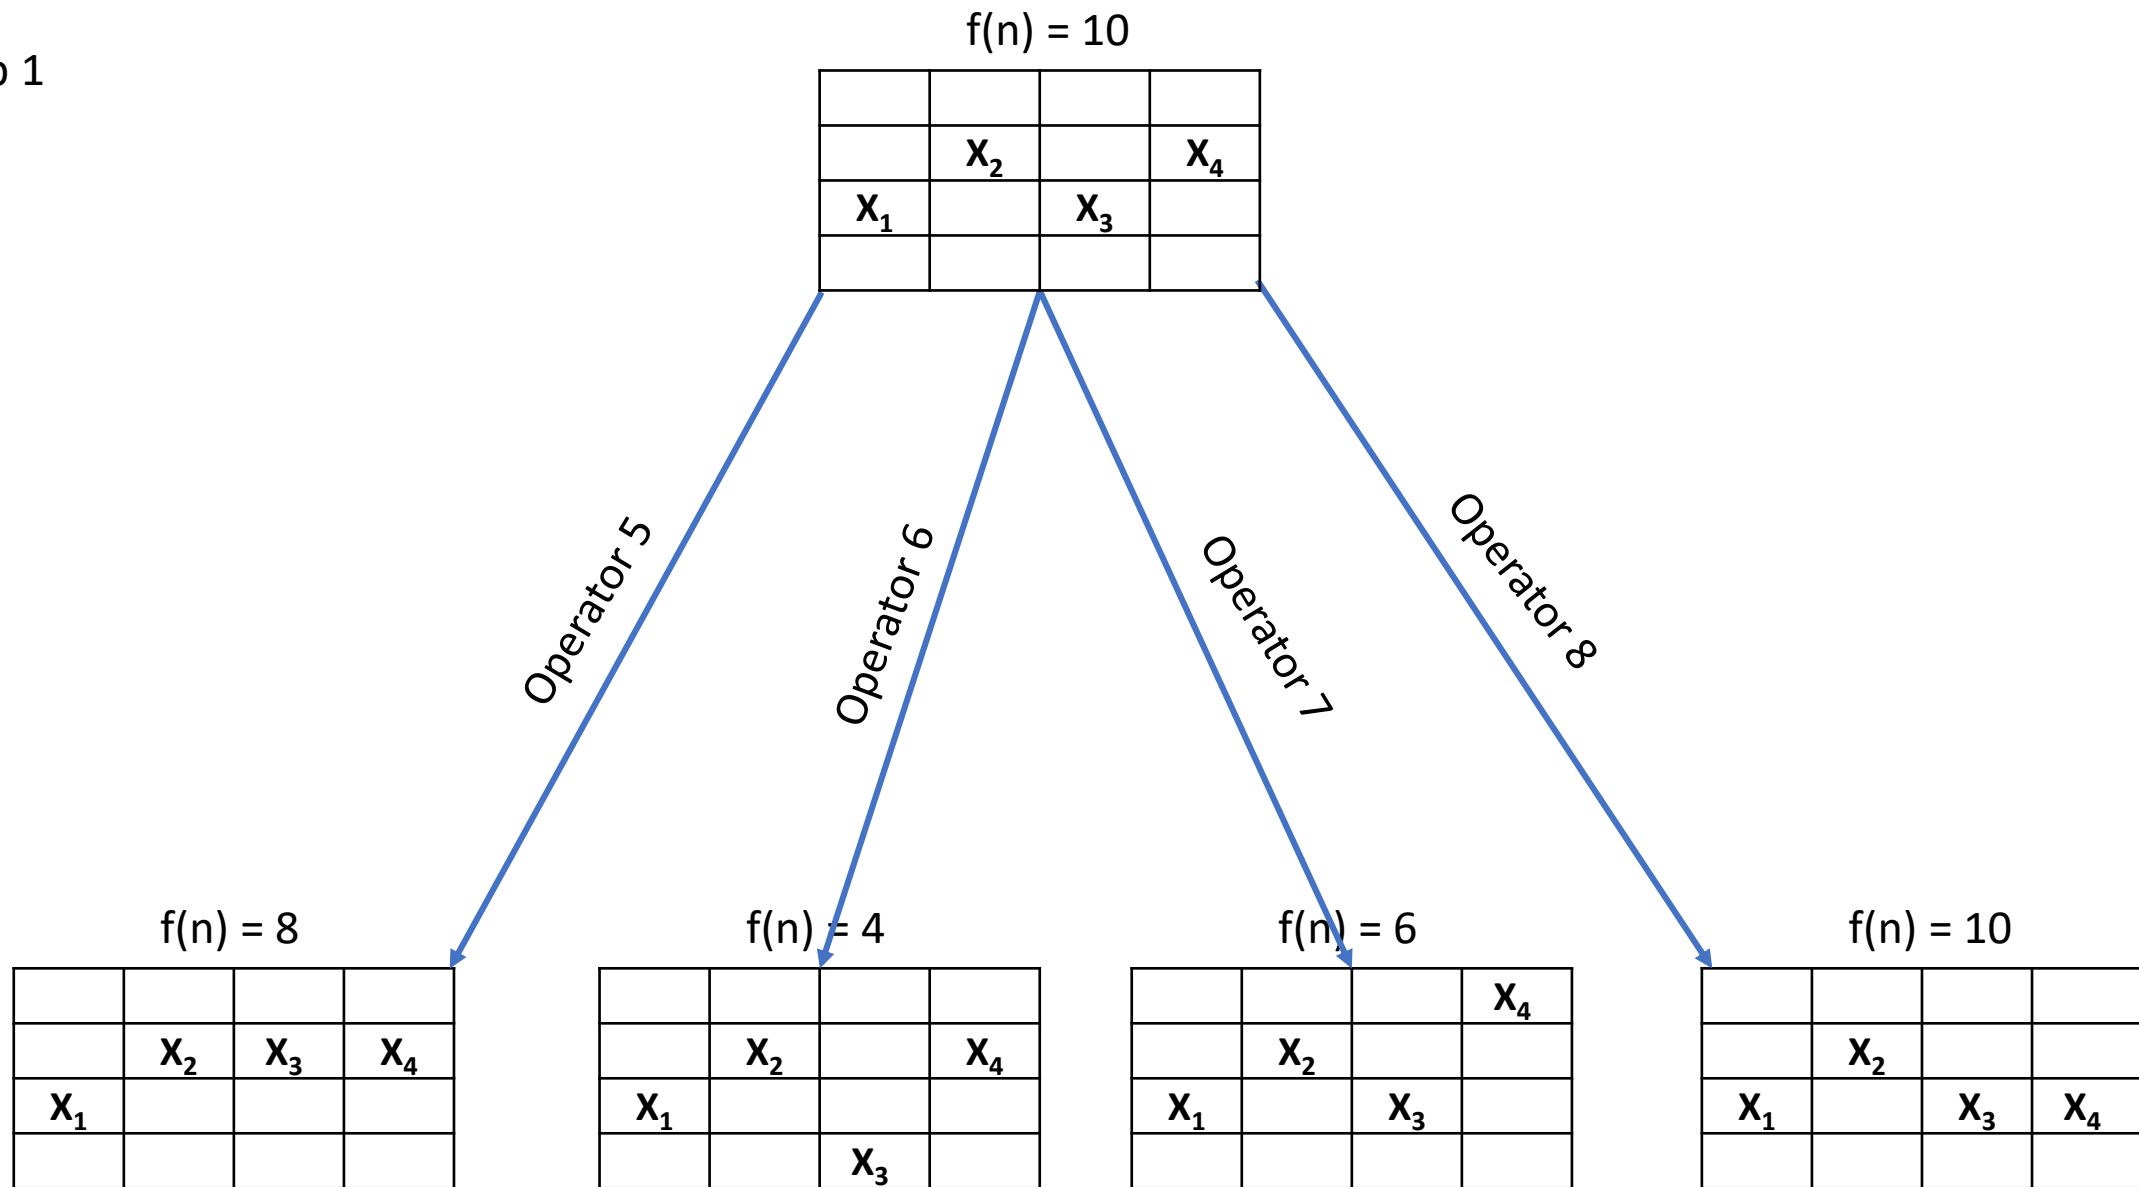 f(n) = 10
p 1
X₂ X₄
X₁ X₃
Operator 5
Operator 6
Operator 7
Operator 8
f(n) = 8
f(n) = 4
f(n) = 6
f(n) = 10
X₂ X₃ X₄
X₁
X₂ X₄
X₁
X₃
X₄
X₂
X₁ X₃
X₂
X₁ X₃ X₄